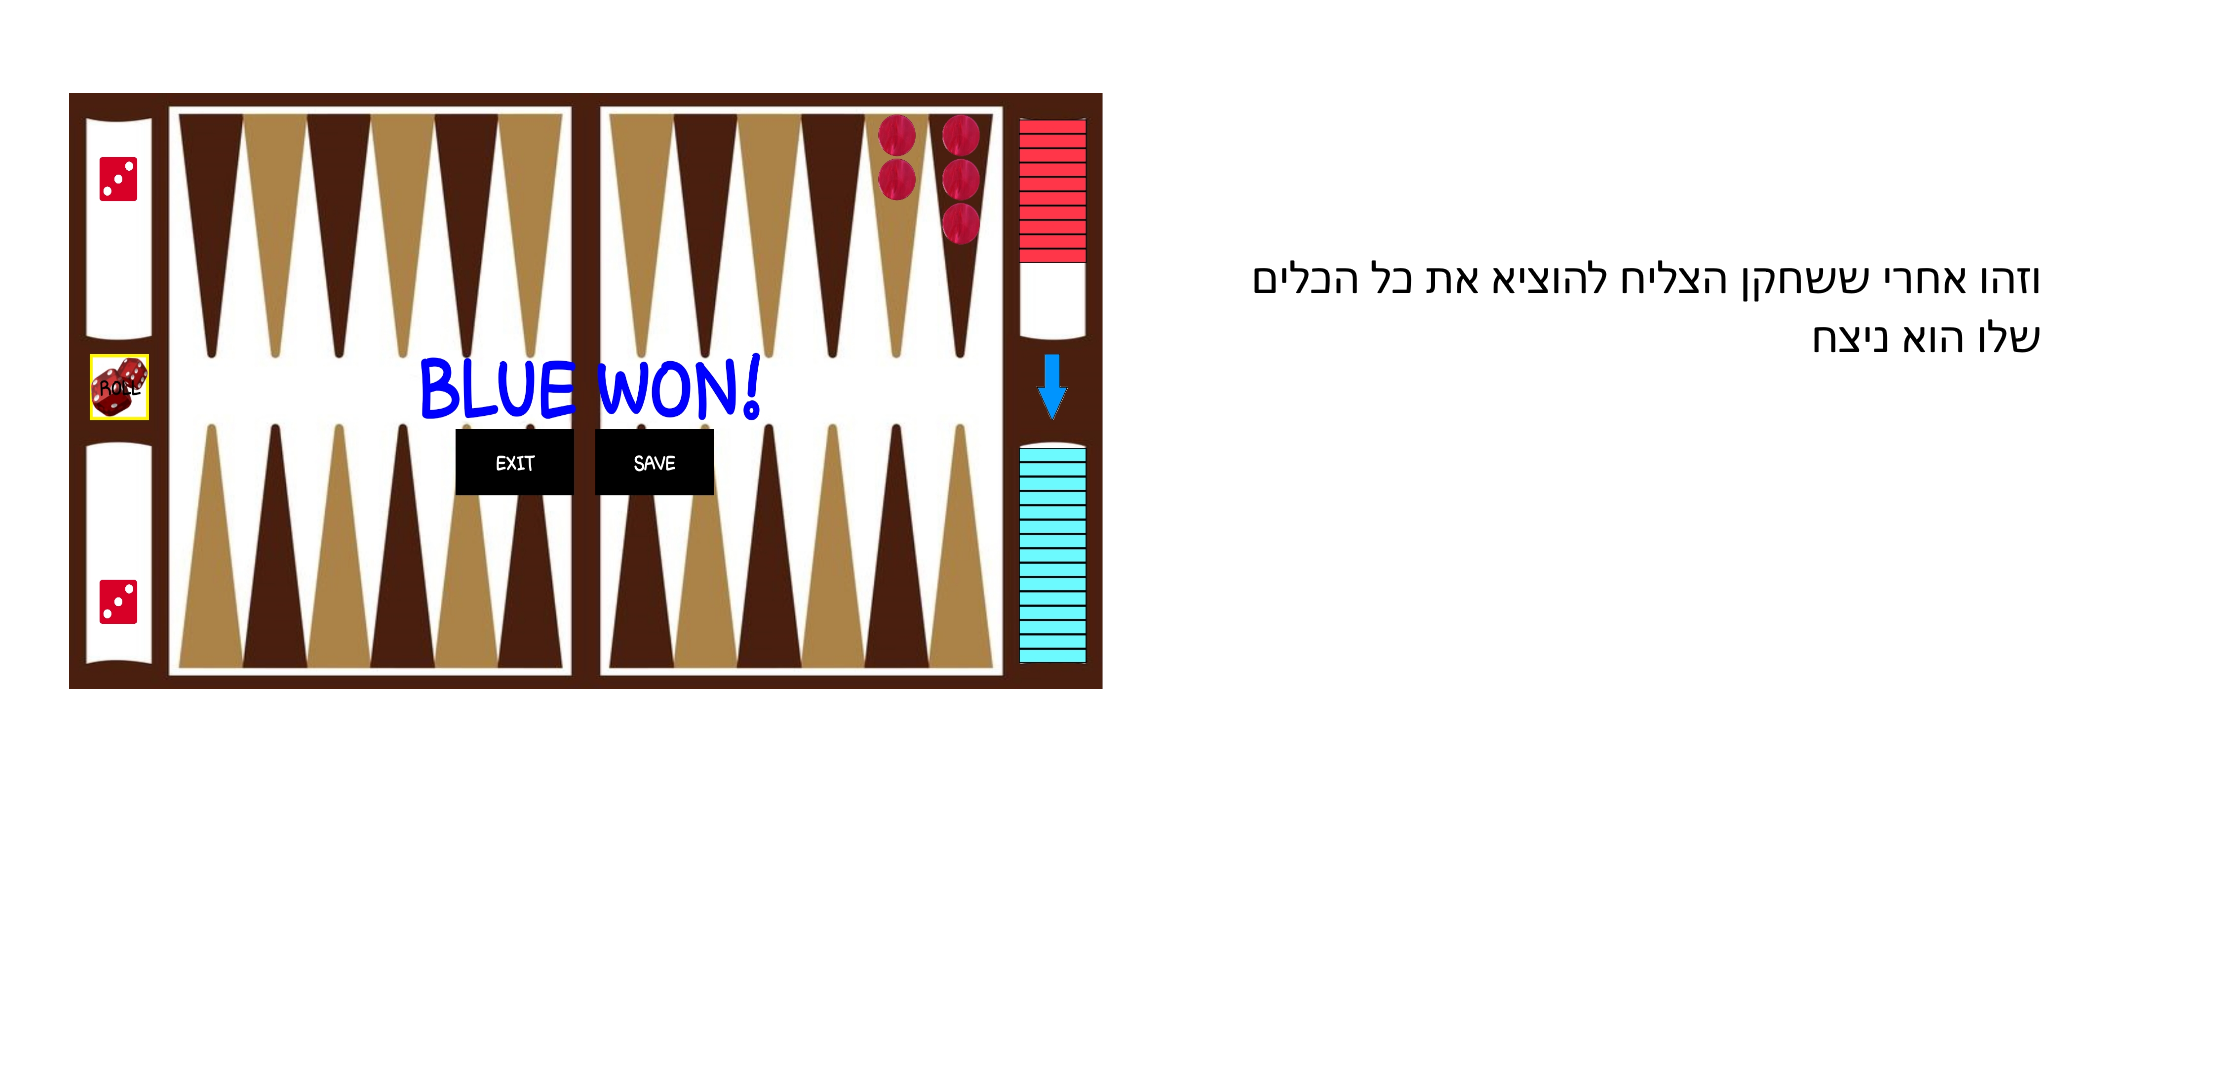 וזהו אחרי ששחקן הצליח להוציא את כל הכלים
שלו הוא ניצח
ROLL
BLUE WON!
EXIT
SAVE